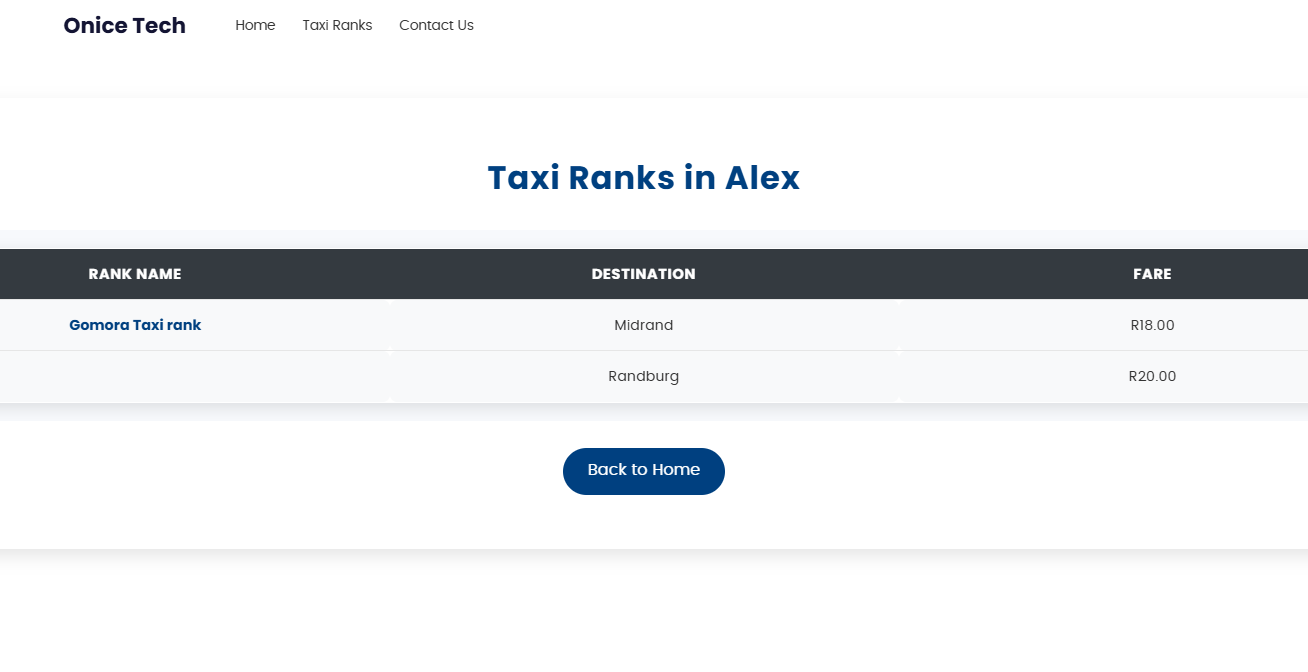 Onice Tech Home Taxi Ranks Contact Us
Taxi Ranks in Alex
RANK NAME DESTINATION FARE
Gomora Taxi rank Midrand R18.00
Randburg R20.00
Back to Home